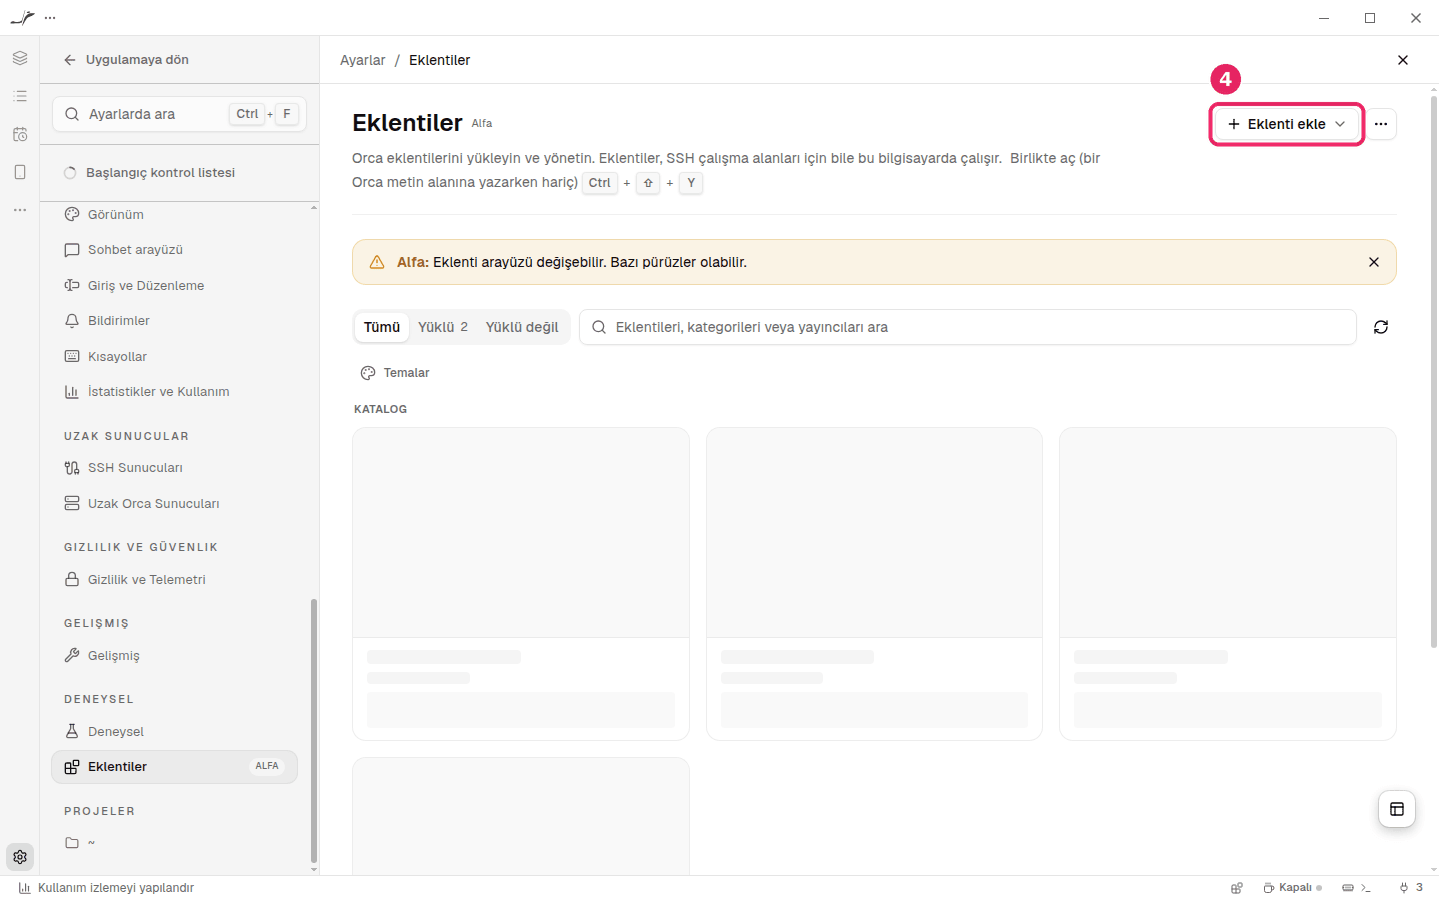 Uygulamaya dön
Ayarlar / Eklentiler
4
Ayarlarda ara Ctrl + F
Eklentiler Alfa
Eklenti ekle
Orca eklentilerini yükleyin ve yönetin. Eklentiler, SSH çalışma alanları için bile bu bilgisayarda çalışır. Birlikte aç (bir
Orca metin alanına yazarken hariç) Ctrl + ⇧ + Y
Başlangıç kontrol listesi
Görünüm
Sohbet arayüzü
Giriş ve Düzenleme
Bildirimler
Kısayollar
İstatistikler ve Kullanım
UZAK SUNUCULAR
SSH Sunucuları
Uzak Orca Sunucuları
GIZLILIK VE GÜVENLIK
Gizlilik ve Telemetri
GELIŞMIŞ
Gelişmiş
DENEYSEL
Deneysel
Eklentiler ALFA
PROJELER
~
Alfa: Eklenti arayüzü değişebilir. Bazı pürüzler olabilir.
Tümü Yüklü 2 Yüklü değil
Eklentileri, kategorileri veya yayıncıları ara
Temalar
KATALOG
Kullanım izlemeyi yapılandır
Kapalı
3